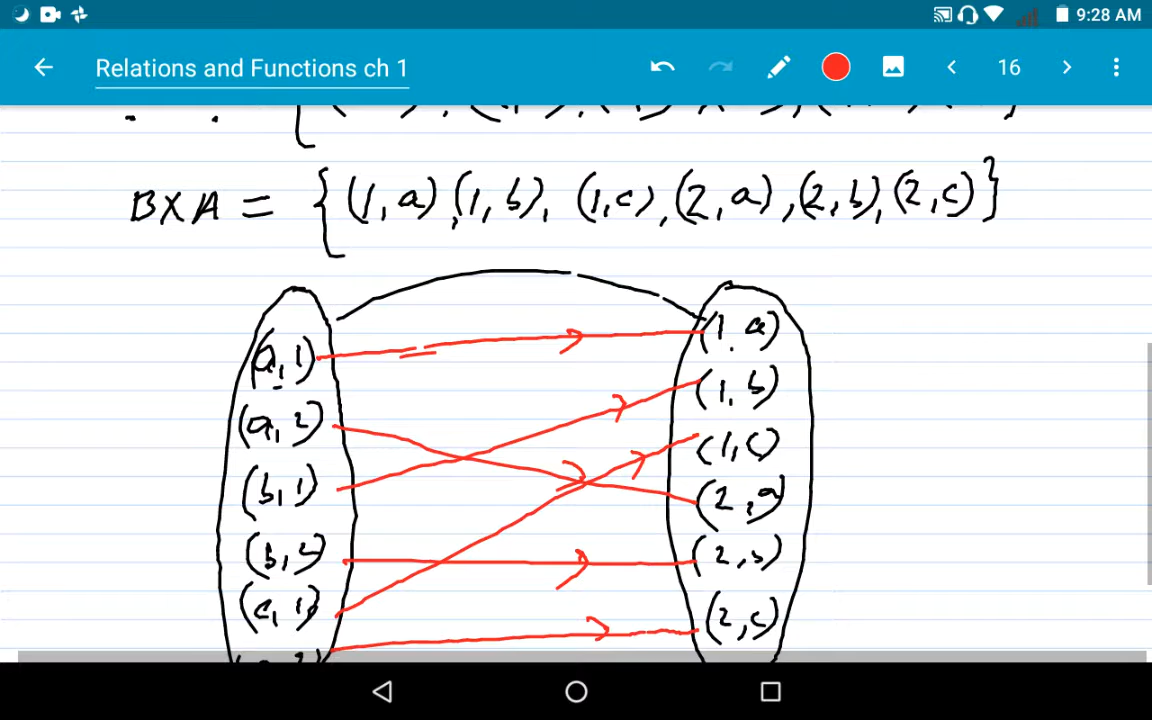 9:28 AM
Relations and Functions ch 1
16
B X A = {(1,a),(1,b), (1,c),(2,a),(2,b),(2,c)}
(a,1) (1,a)
(a,2) (1,b)
(b,1) (1,c)
(b,2) (2,a)
(c,1) (2,b)
(2,c)